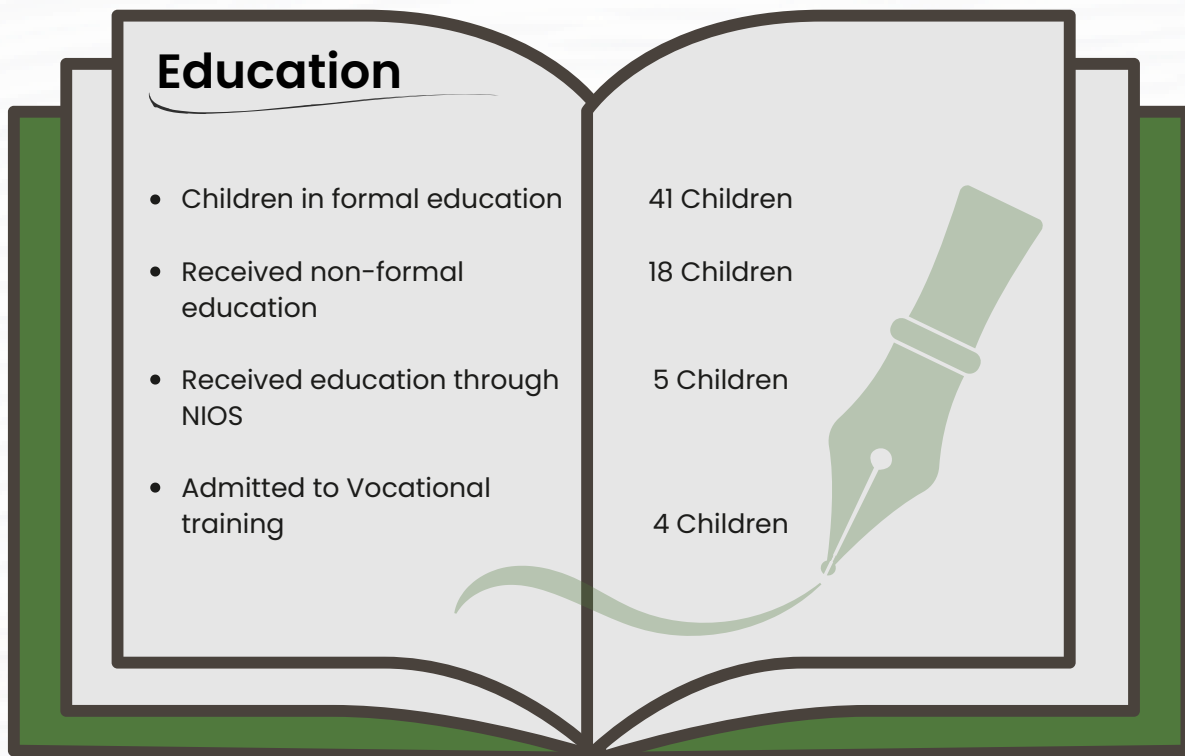 Education
• Children in formal education 41 Children
• Received non-formal 18 Children
education
• Received education through 5 Children
NIOS
• Admitted to Vocational
training 4 Children